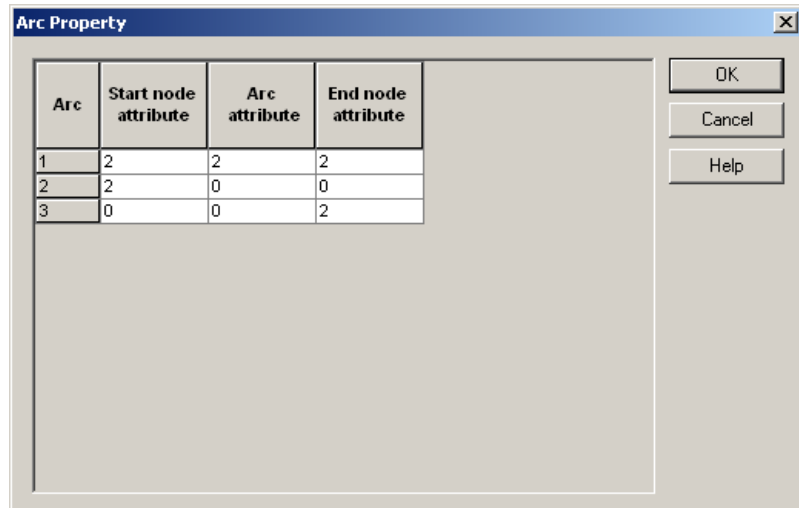 Arc Property
Arc Start node attribute Arc attribute End node attribute
1 2 2 2
2 2 0 0
3 0 0 2
OK
Cancel
Help